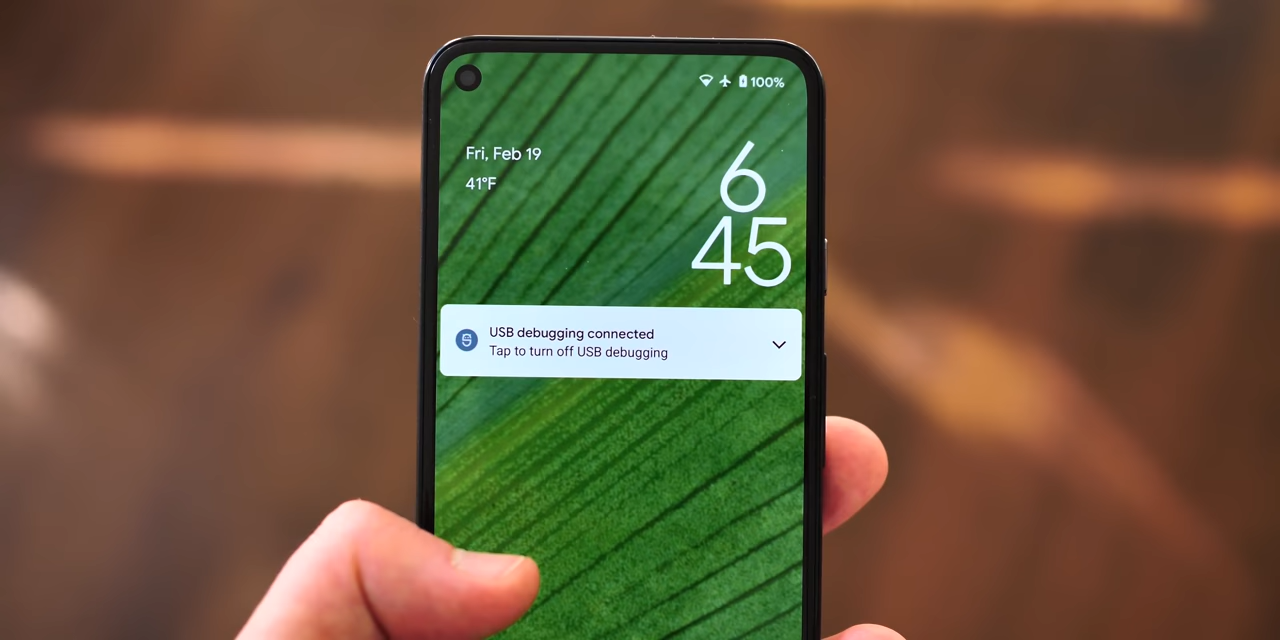 100%
Fri, Feb 19
41°F
6
45
USB debugging connected
Tap to turn off USB debugging